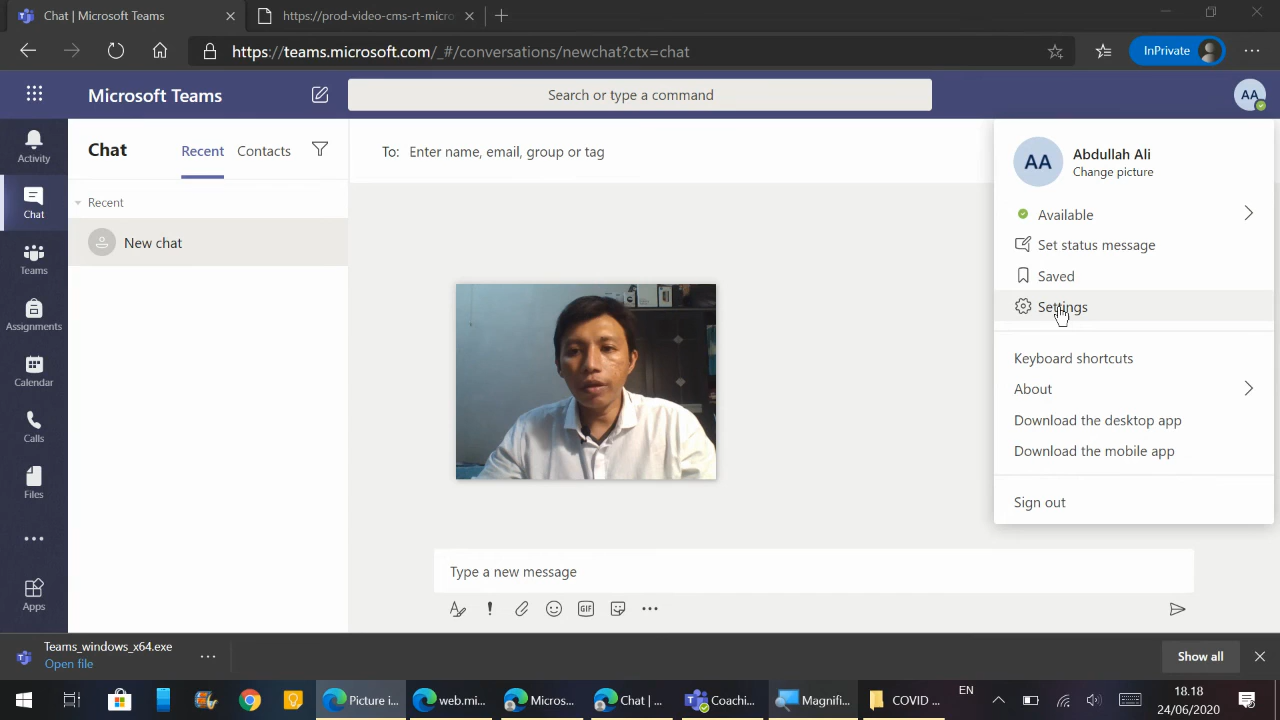 Chat | Microsoft Teams
https://prod-video-cms-rt-micr
https://teams.microsoft.com/_#/conversations/newchat?ctx=chat
InPrivate
Microsoft Teams
Search or type a command
AA
Activity
Chat
Teams
Assignments
Calendar
Calls
Files
Apps
Chat
Recent
Contacts
Recent
New chat
To: Enter name, email, group or tag
AA
Abdullah Ali
Change picture
Available
Set status message
Saved
Settings
Keyboard shortcuts
About
Download the desktop app
Download the mobile app
Sign out
Type a new message
GIF
Teams_windows_x64.exe
Open file
Show all
Picture i...
web.mi...
Micros...
Chat | ...
Coachi...
Magnifi...
COVID ...
EN
18.18
24/06/2020